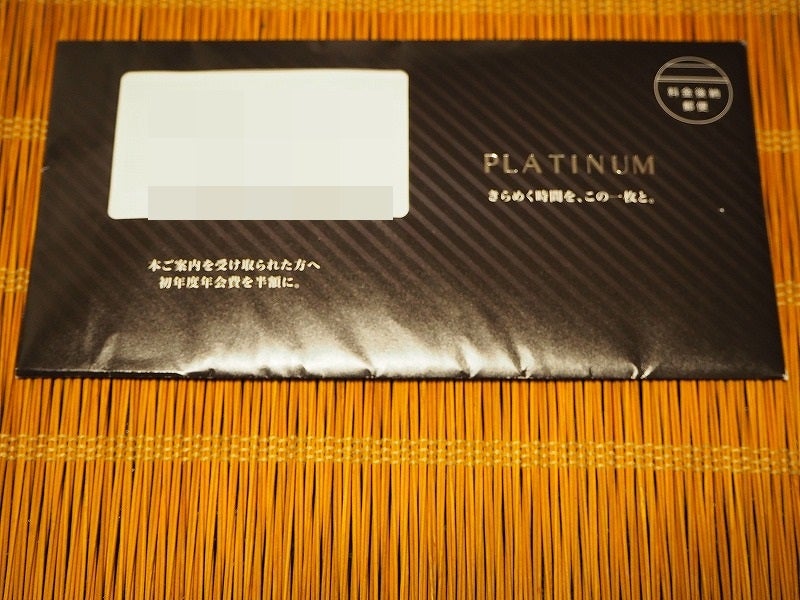 料金後納
郵便
PLATINUM
きらめく時間を、この一枚と。
本ご案内を受け取られた方へ
初年度年会費を半額に。